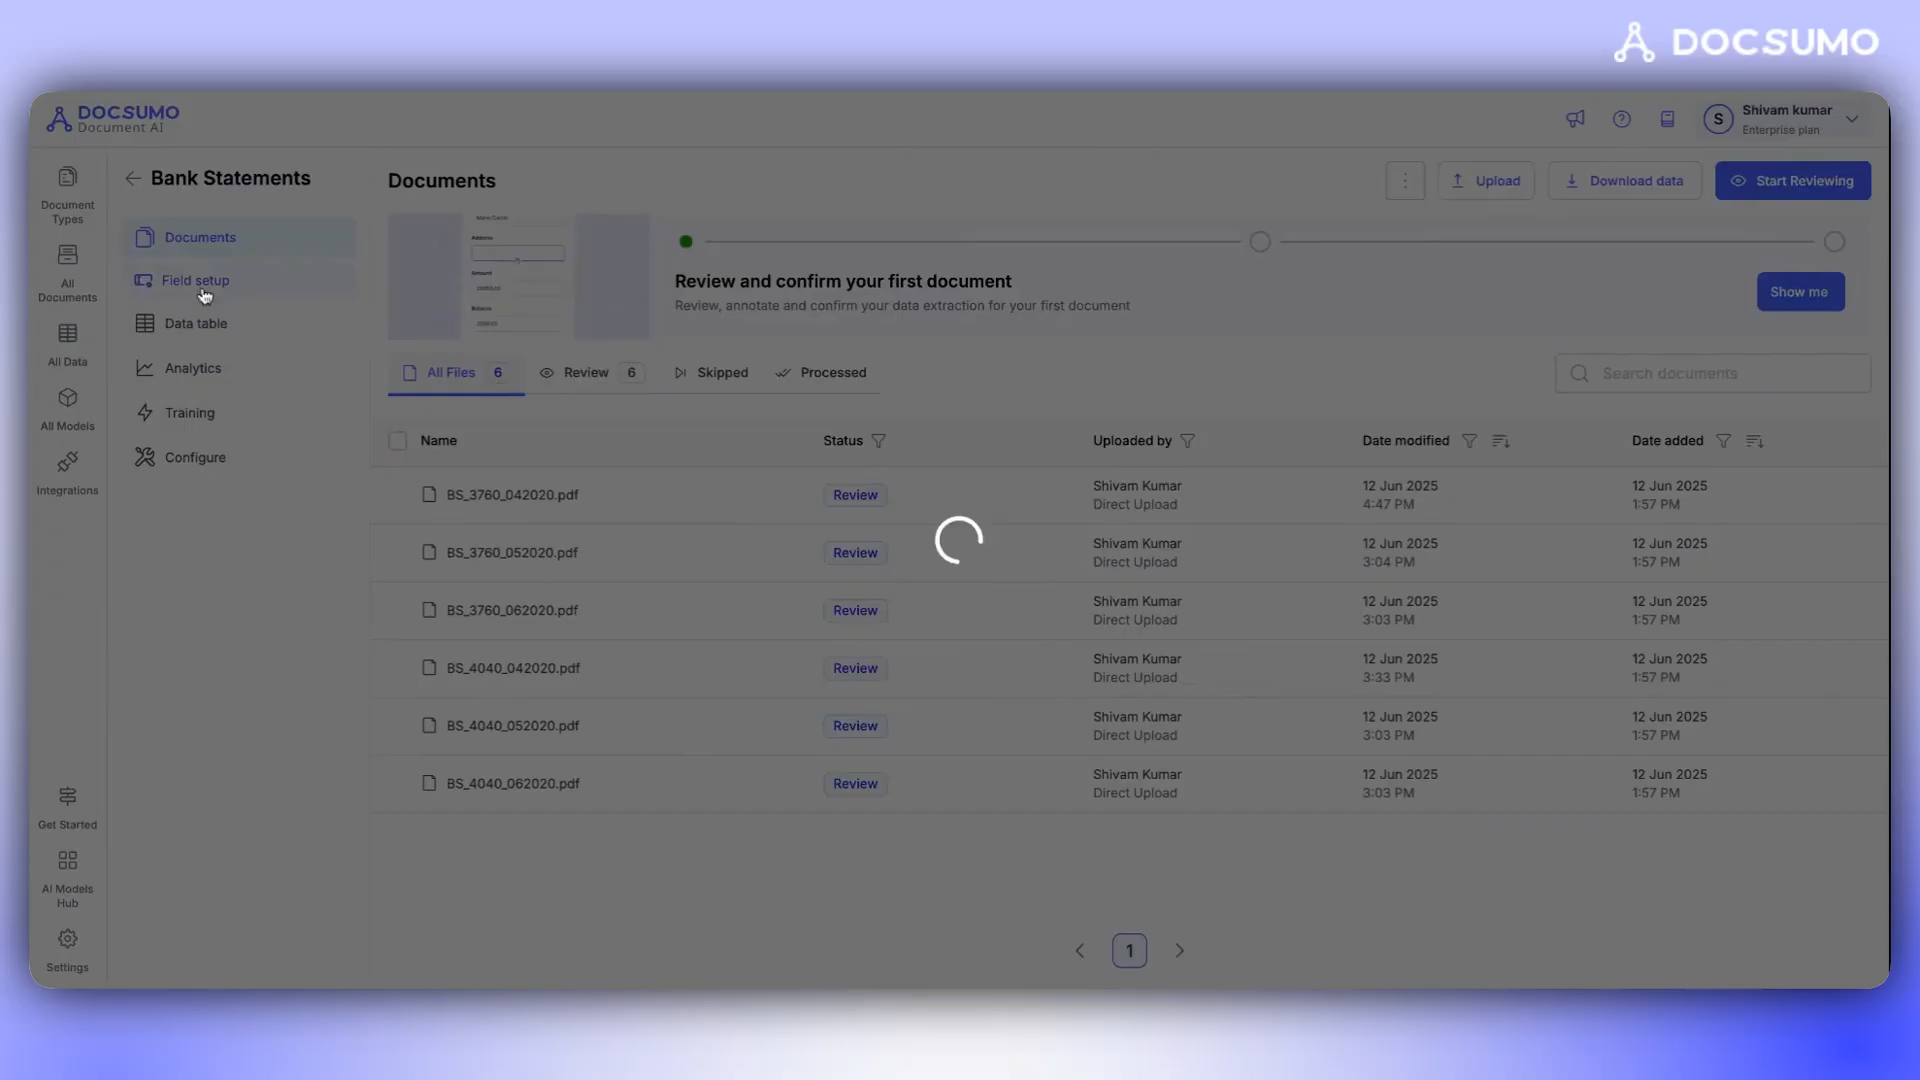 DOCSUMO
DOCSUMO
Document AI
Shivam kumar
Enterprise plan
S
Document
Types
All
Documents
All Data
All Models
Integrations
Get Started
AI Models
Hub
Settings
Bank Statements
Documents
Field setup
Data table
Analytics
Training
Configure
Documents
Upload
Download data
Start Reviewing
Address
Amount
Balance
Review and confirm your first document
Review, annotate and confirm your data extraction for your first document
Show me
All Files 6
Review 6
Skipped
Processed
Search documents
Name Status Uploaded by Date modified Date added
BS_3760_042020.pdf Review Shivam Kumar 12 Jun 2025 12 Jun 2025
Direct Upload 4:47 PM 1:57 PM
BS_3760_052020.pdf Review Shivam Kumar 12 Jun 2025 12 Jun 2025
Direct Upload 3:04 PM 1:57 PM
BS_3760_062020.pdf Review Shivam Kumar 12 Jun 2025 12 Jun 2025
Direct Upload 3:03 PM 1:57 PM
BS_4040_042020.pdf Review Shivam Kumar 12 Jun 2025 12 Jun 2025
Direct Upload 3:33 PM 1:57 PM
BS_4040_052020.pdf Review Shivam Kumar 12 Jun 2025 12 Jun 2025
Direct Upload 3:03 PM 1:57 PM
BS_4040_062020.pdf Review Shivam Kumar 12 Jun 2025 12 Jun 2025
Direct Upload 3:03 PM 1:57 PM
1